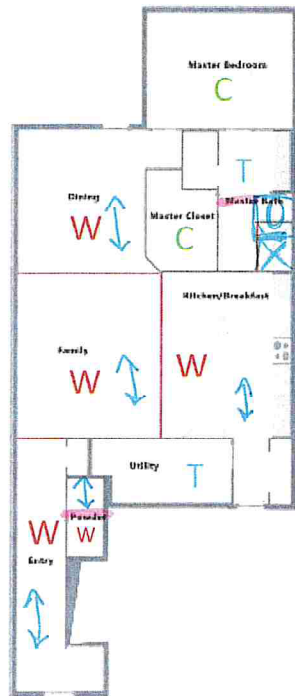 Master Bedroom
C
T
Master Bath
Dining
W
Master Closet
C
Kitchen/Breakfast
W
Family
W
Utility
T
Powder
W
W
Entry